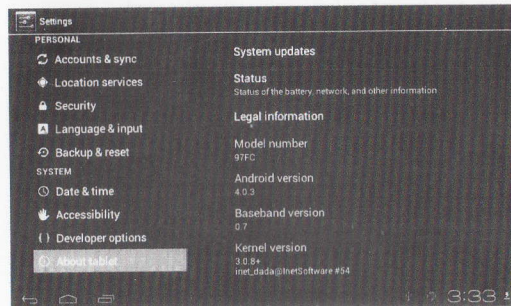 Settings
PERSONAL
Accounts & sync
Location services
Security
Language & input
Backup & reset
SYSTEM
Date & time
Accessibility
Developer options
About tablet
System updates
Status
Status of the battery, network, and other information
Legal information
Model number
97FC
Android version
4.0.3
Baseband version
0.7
Kernel version
3.0.8+
inet_dada@InetSoftware #54
3:33